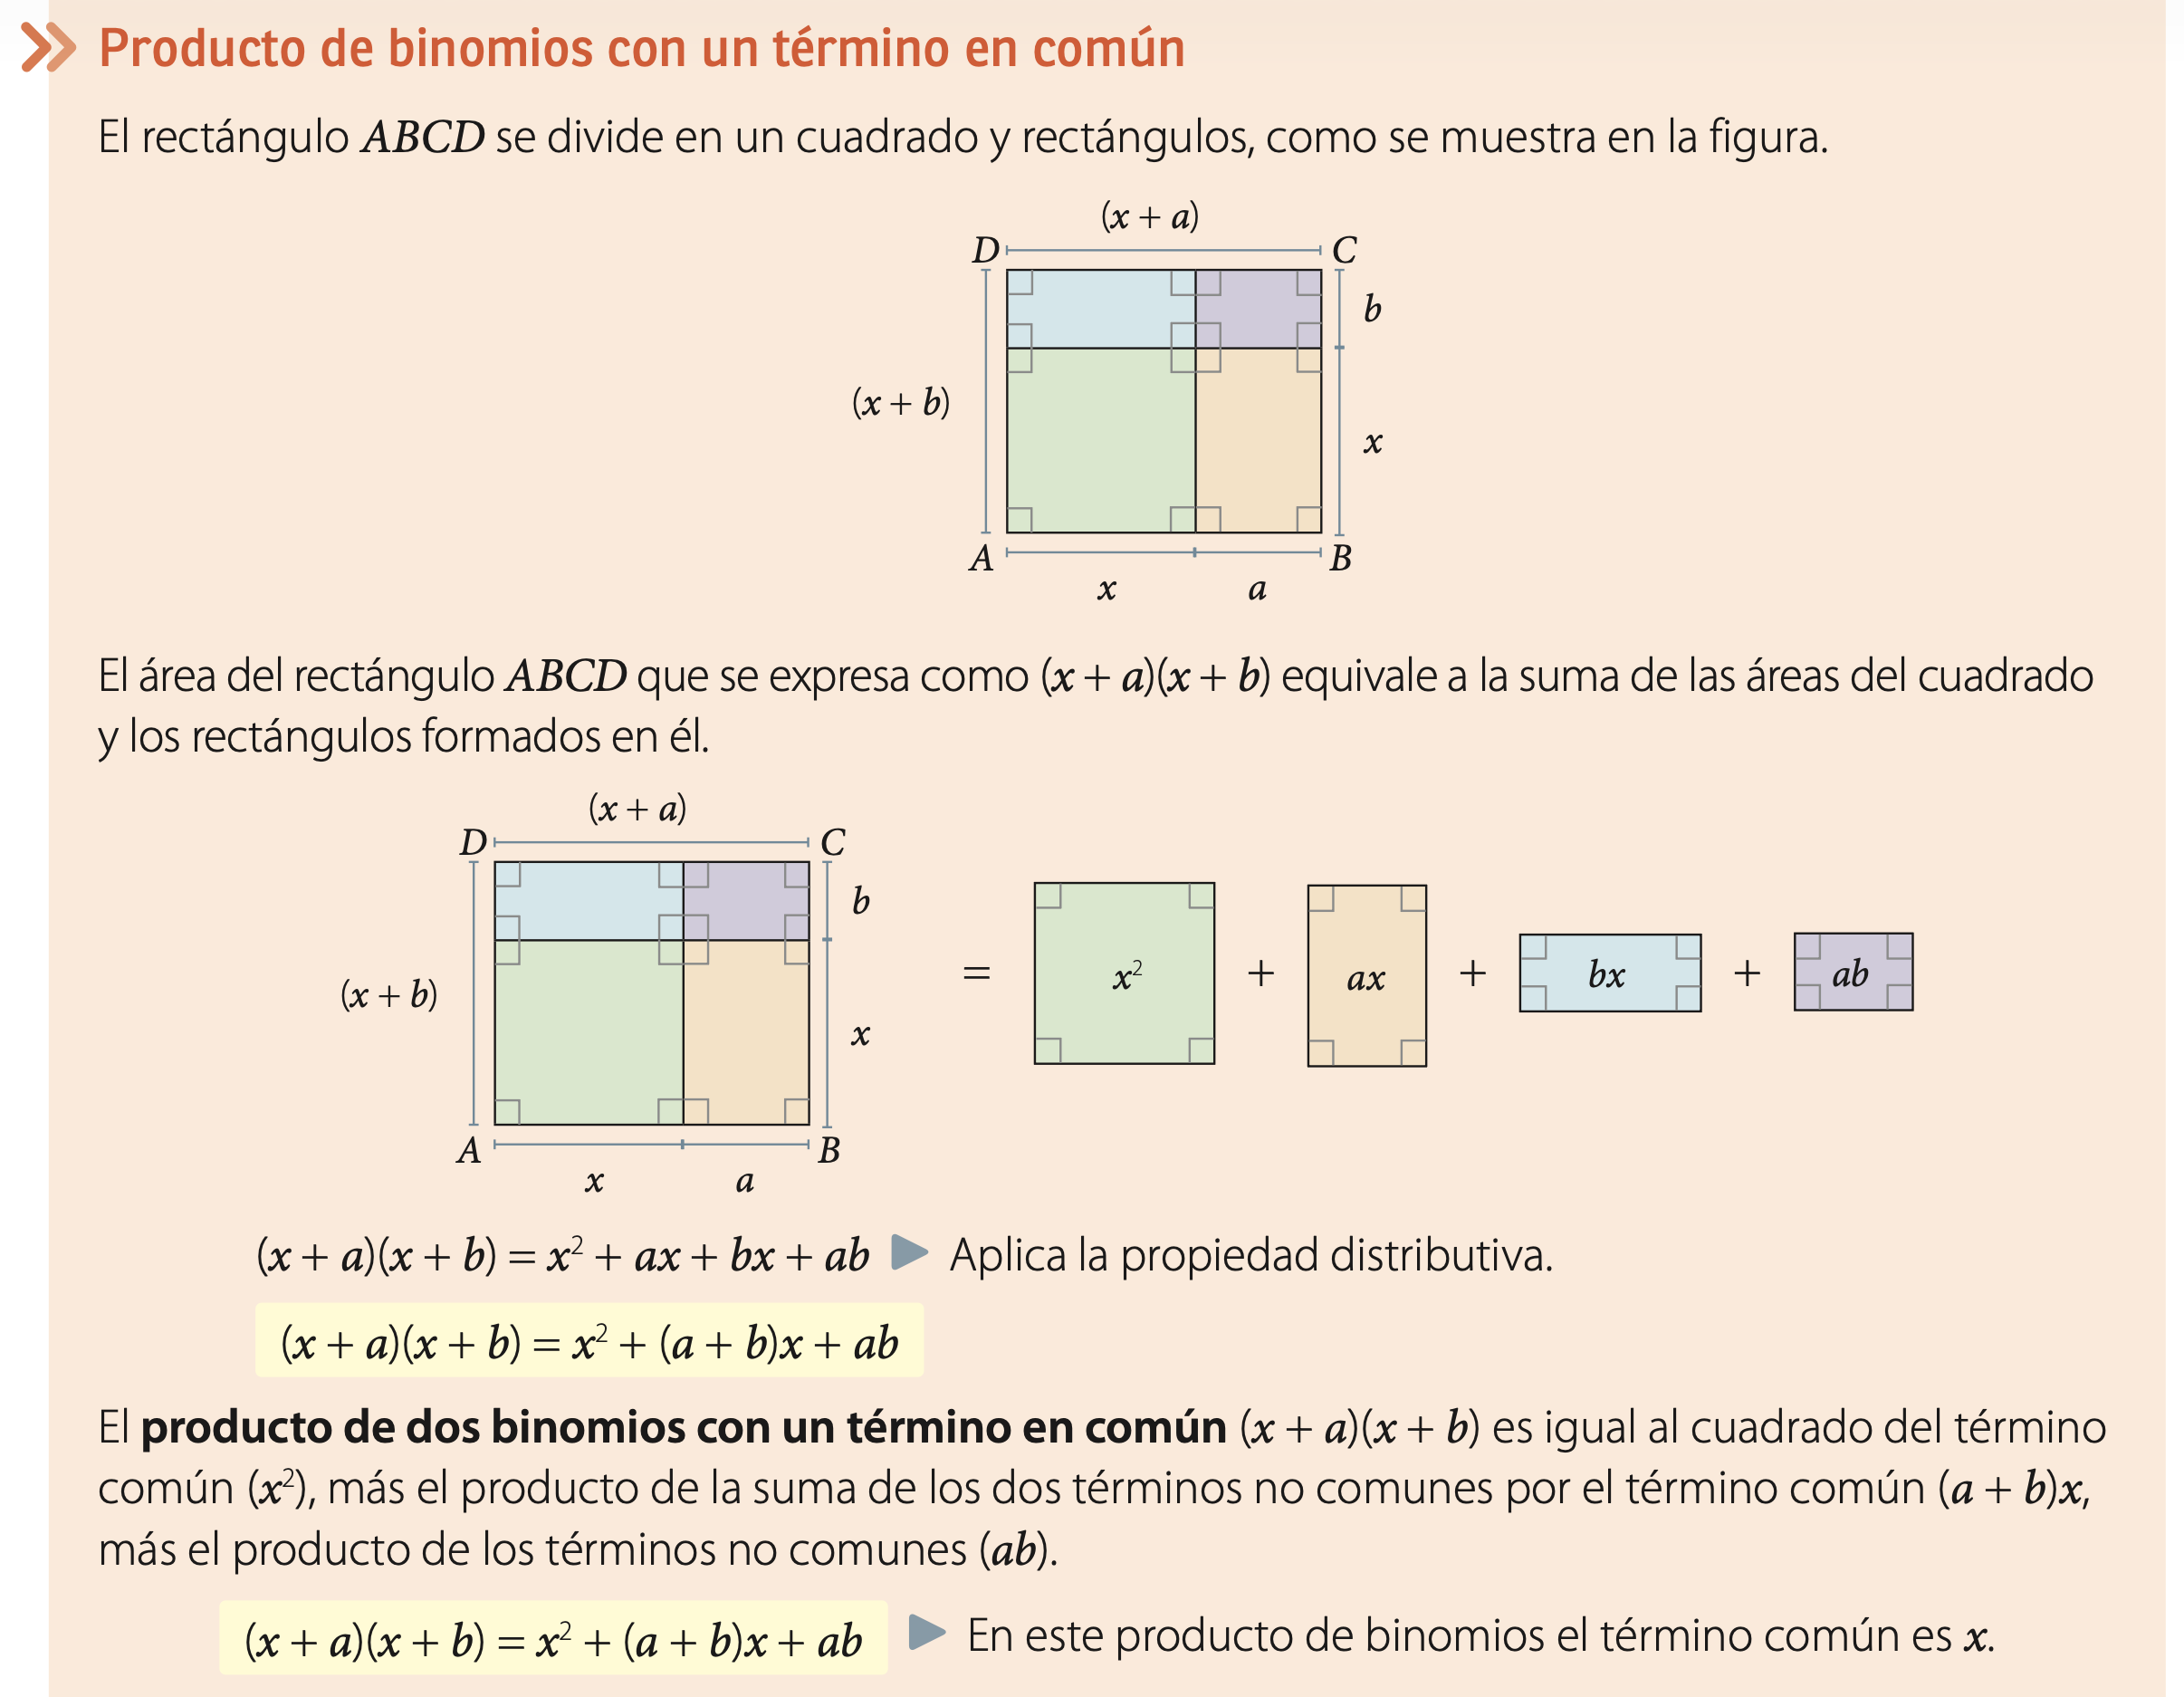 Producto de binomios con un término en común
El rectángulo ABCD se divide en un cuadrado y rectángulos, como se muestra en la figura.
(x + a)
D C
b
(x + b)
x
A B
x a
El área del rectángulo ABCD que se expresa como (x + a)(x + b) equivale a la suma de las áreas del cuadrado
y los rectángulos formados en él.
(x + a)
D C
b
(x + b) = x² + ax + bx + ab
x
A B
x a
(x + a)(x + b) = x² + ax + bx + ab ▶ Aplica la propiedad distributiva.
(x + a)(x + b) = x² + (a + b)x + ab
El producto de dos binomios con un término en común (x + a)(x + b) es igual al cuadrado del término
común (x²), más el producto de la suma de los dos términos no comunes por el término común (a + b)x,
más el producto de los términos no comunes (ab).
(x + a)(x + b) = x² + (a + b)x + ab ▶ En este producto de binomios el término común es x.